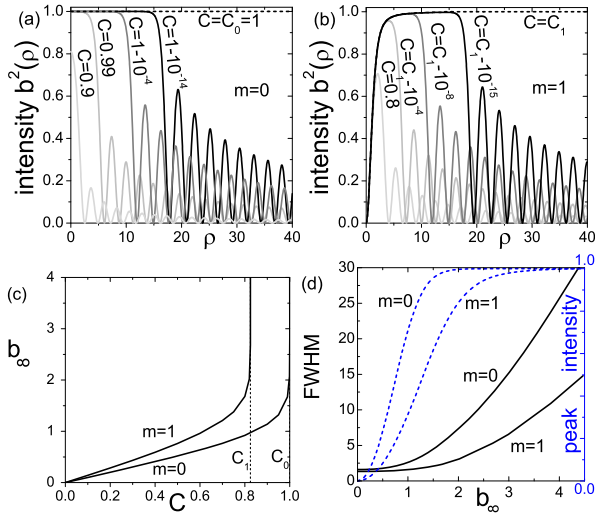 (a)
intensity b²(ρ)
1.0
0.8
0.6
0.4
0.2
0.0
C=C₀=1
C=0.9
C=0.99
C=1-10⁻⁴
C=1-10⁻¹⁴
m=0
0 10 20 30 40
ρ
(b)
intensity b²(ρ)
1.0
0.8
0.6
0.4
0.2
0.0
C=C₁
C=0.8
C=C₁-10⁻⁴
C=C₁-10⁻⁸
C=C₁-10⁻¹⁵
m=1
0 10 20 30 40
ρ
(c)
b∞
4
3
2
1
0
m=1
m=0
C₁
C₀
0.0 0.2 0.4 0.6 0.8 1.0
C
(d)
FWHM
30
25
20
15
10
5
0
m=0
m=1
m=0
m=1
0 1 2 3 4
b∞
1.0
peak intensity
0.0